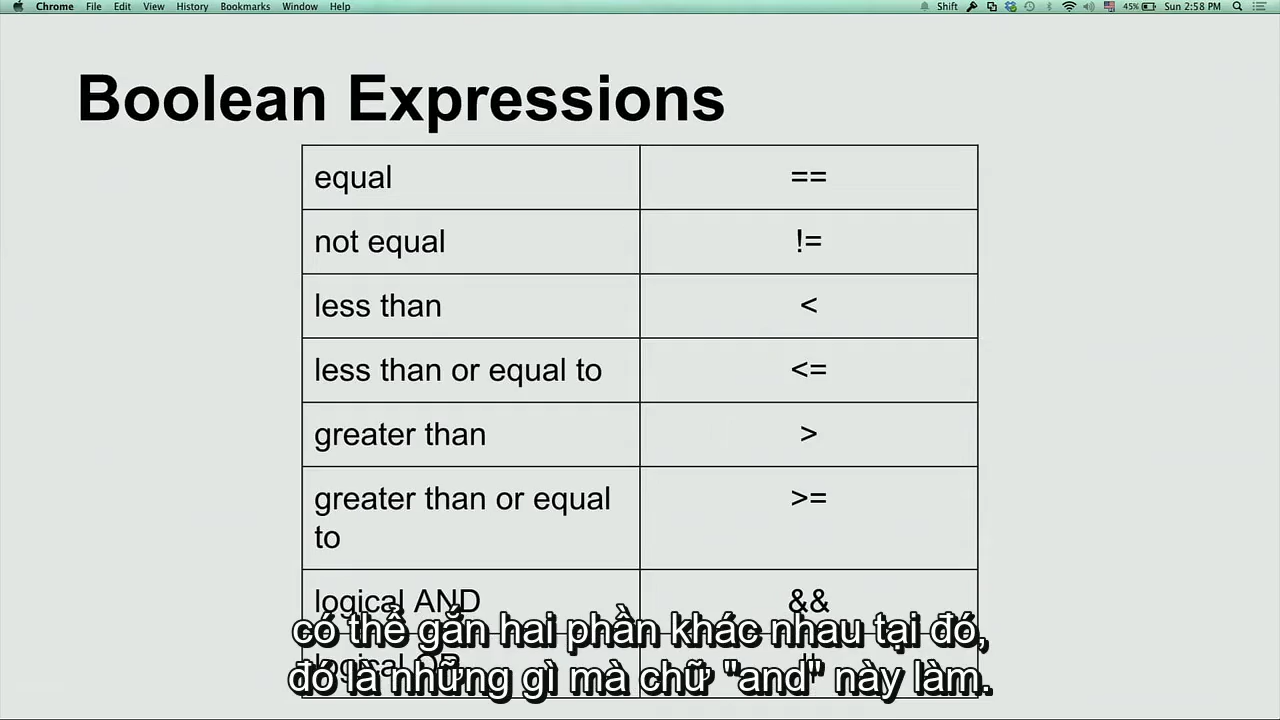 Chrome File Edit View History Bookmarks Window Help Shift 45% Sun 2:58 PM
Boolean Expressions
equal ==
not equal !=
less than <
less than or equal to <=
greater than >
greater than or equal >=
to
logical AND &&
có thể gắn hai phần khác nhau tại đó,
logical
đó là những gì mà chữ "and" này làm.